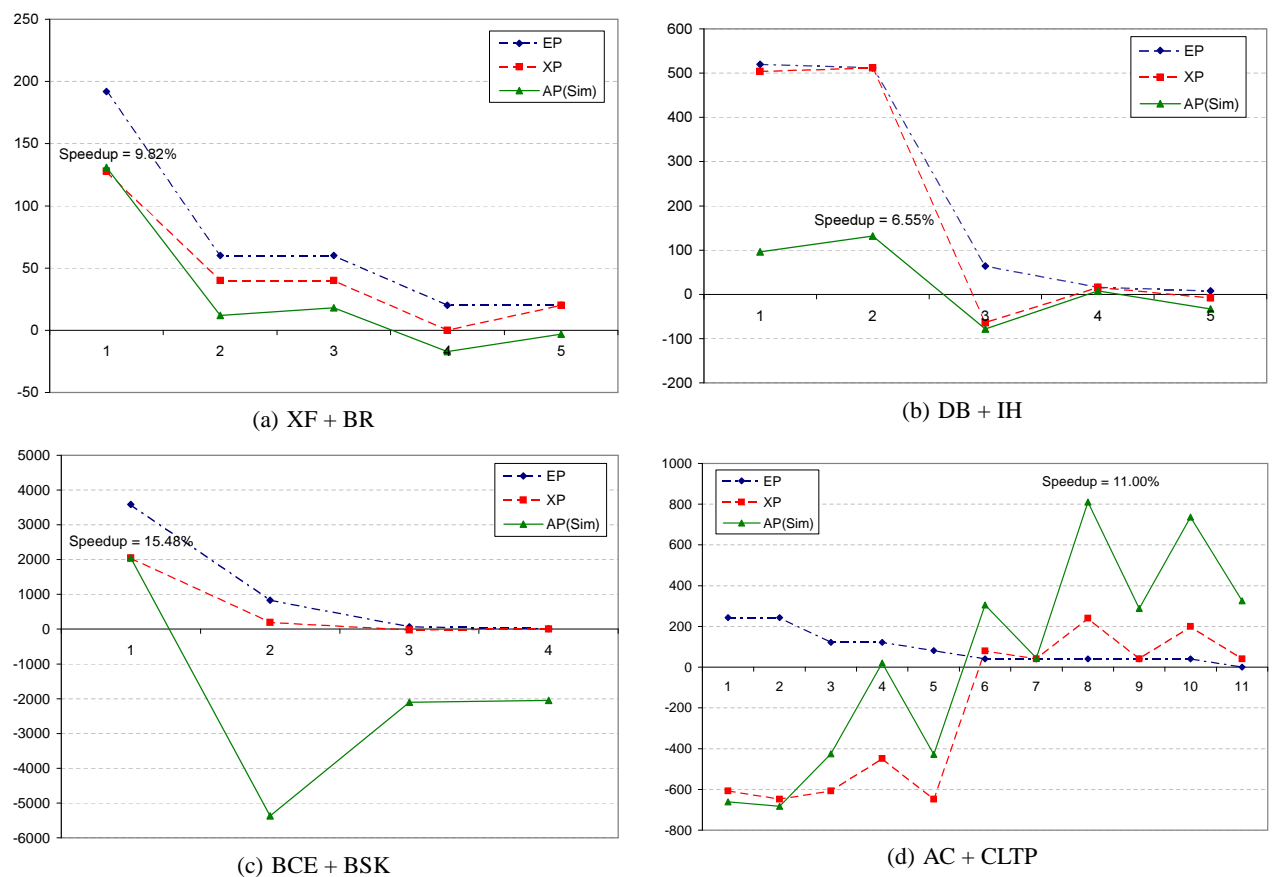 250
200
150
100
50
0
-50
EP
XP
AP(Sim)
Speedup = 9.82%
1 2 3 4 5
(a) XF + BR
600
500
400
300
200
100
0
-100
-200
EP
XP
AP(Sim)
Speedup = 6.55%
1 2 3 4 5
(b) DB + IH
5000
4000
3000
2000
1000
0
-1000
-2000
-3000
-4000
-5000
-6000
EP
XP
AP(Sim)
Speedup = 15.48%
1 2 3 4
(c) BCE + BSK
1000
800
600
400
200
0
-200
-400
-600
-800
EP
XP
AP(Sim)
Speedup = 11.00%
1 2 3 4 5 6 7 8 9 10 11
(d) AC + CLTP